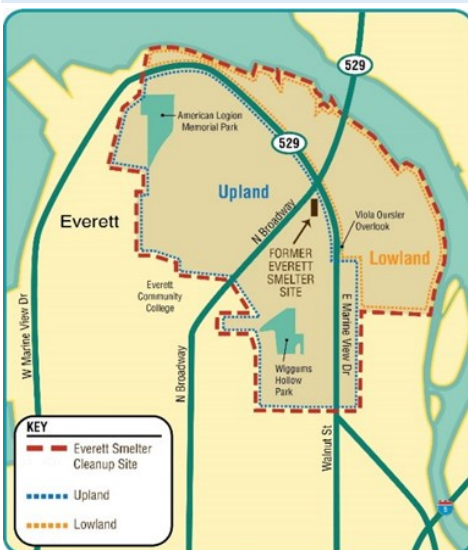 529
American Legion
Memorial Park
529
Upland
Everett
N Broadway
Viola Oursler
Overlook
FORMER
EVERETT
SMELTER
SITE
Lowland
Everett
Community
College
W Marine View Dr
N Broadway
E Marine View Dr
Wiggums
Hollow
Park
Walnut St
KEY
Everett Smelter
Cleanup Site
Upland
Lowland
5